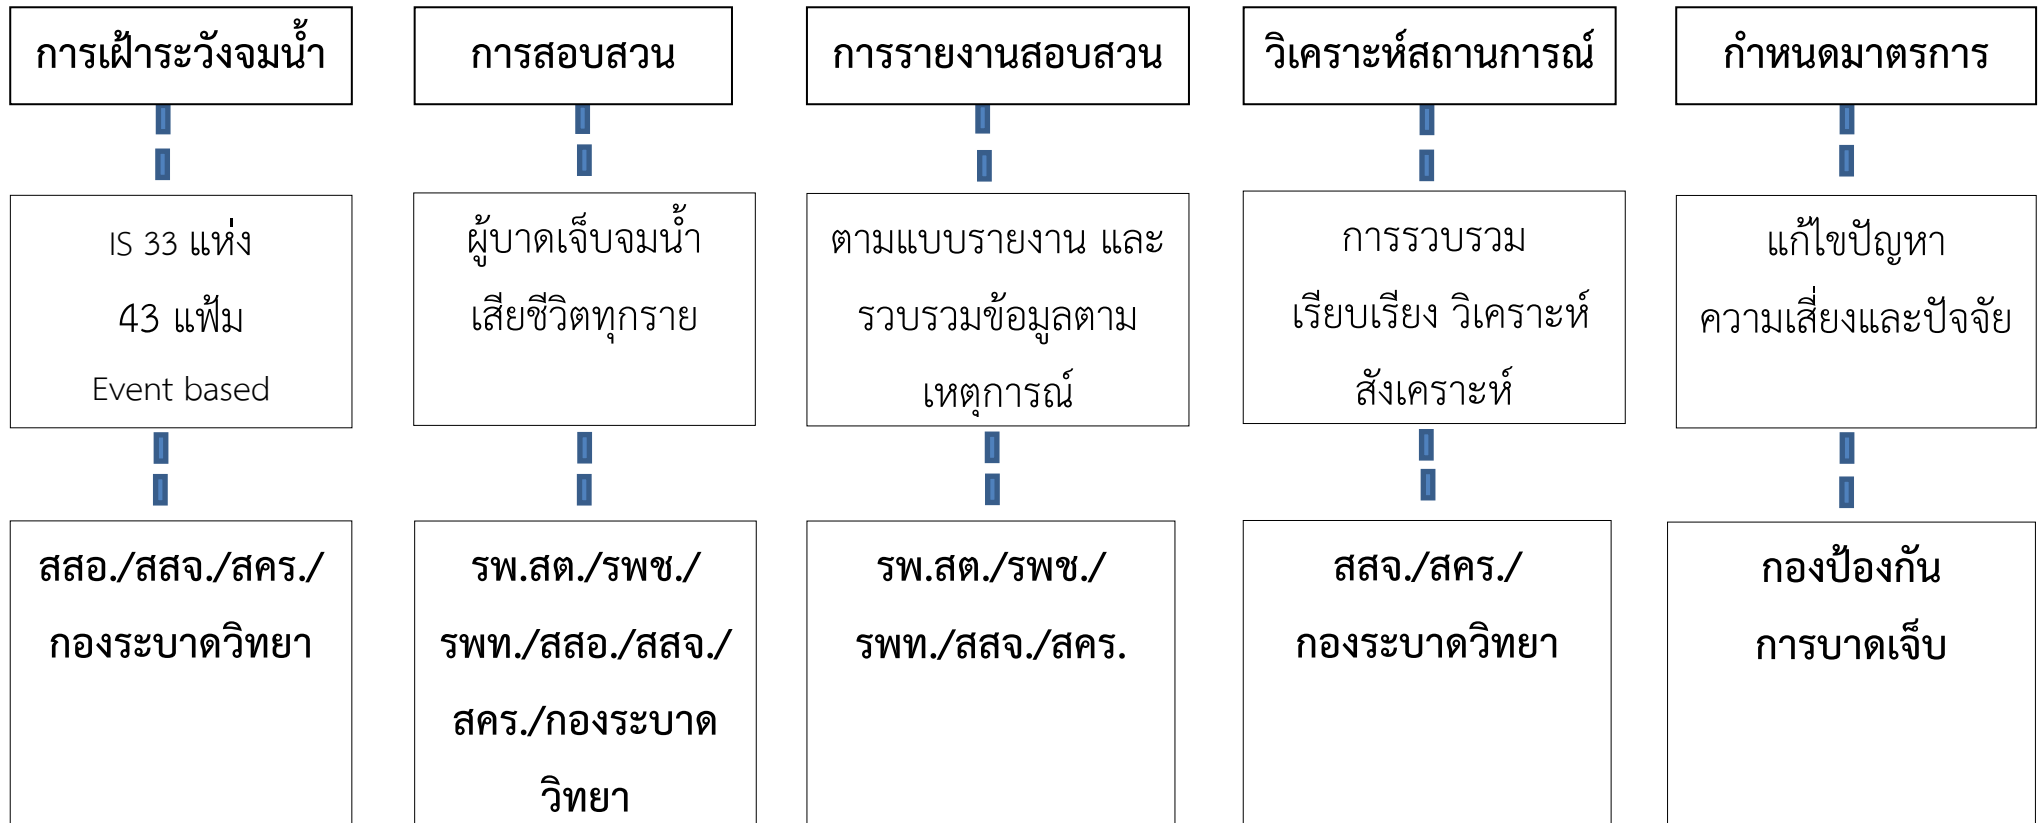 การเฝ้าระวังจมน้ำ
การสอบสวน
การรายงานสอบสวน
วิเคราะห์สถานการณ์
กำหนดมาตรการ
IS 33 แห่ง
43 แฟ้ม
Event based
ผู้บาดเจ็บจมน้ำ
เสียชีวิตทุกราย
ตามแบบรายงาน และ
รวบรวมข้อมูลตาม
เหตุการณ์
การรวบรวม
เรียบเรียง วิเคราะห์
สังเคราะห์
แก้ไขปัญหา
ความเสี่ยงและปัจจัย
สสอ./สสจ./สคร./
กองระบาดวิทยา
รพ.สต./รพช./
รพท./สสอ./สสจ./
สคร./กองระบาด
วิทยา
รพ.สต./รพช./
รพท./สสจ./สคร.
สสจ./สคร./
กองระบาดวิทยา
กองป้องกัน
การบาดเจ็บ